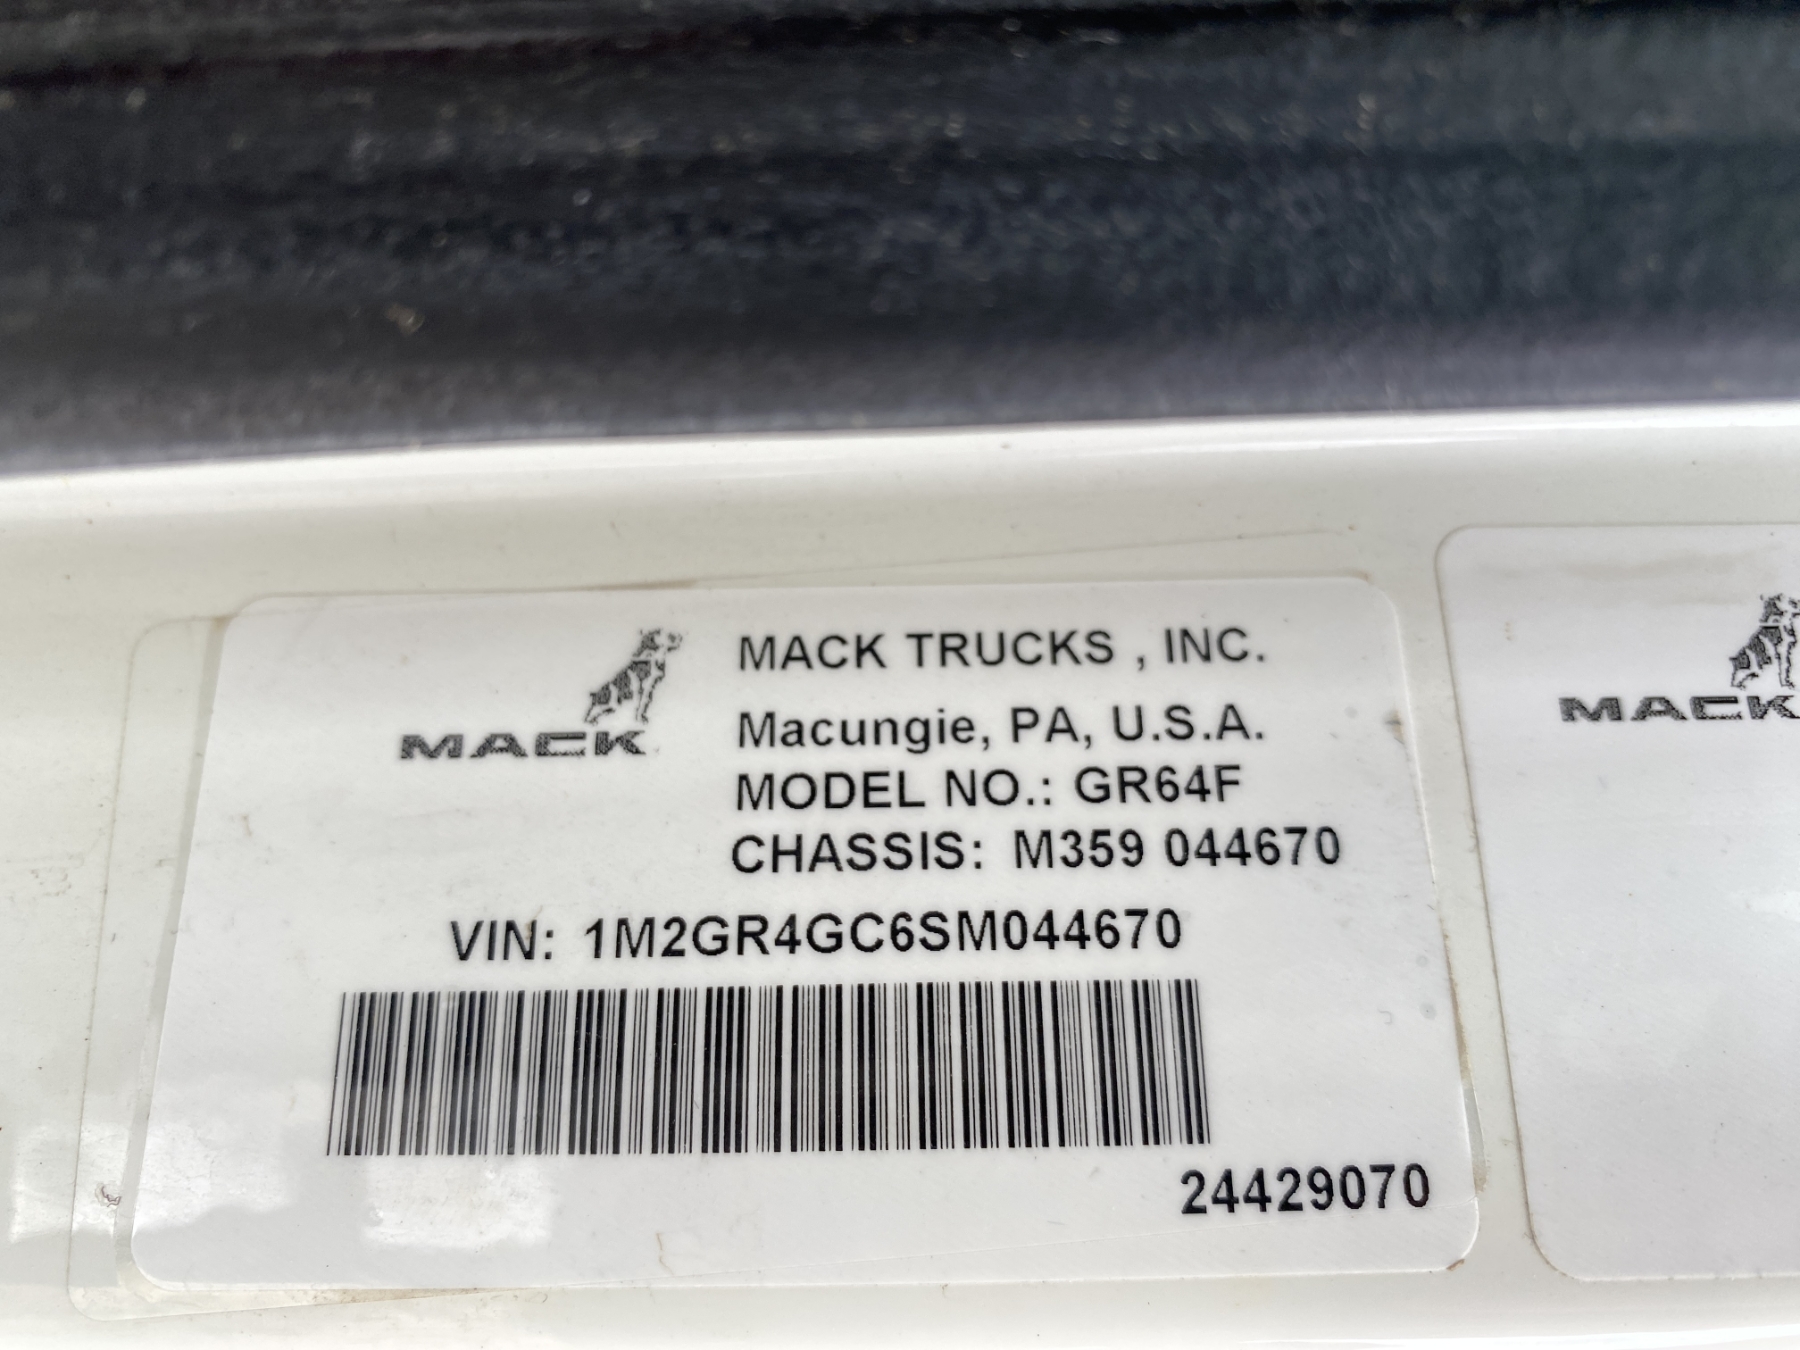 MACK
MACK TRUCKS , INC.
Macungie, PA, U.S.A.
MODEL NO.: GR64F
CHASSIS: M359 044670
VIN: 1M2GR4GC6SM044670
24429070
MACK